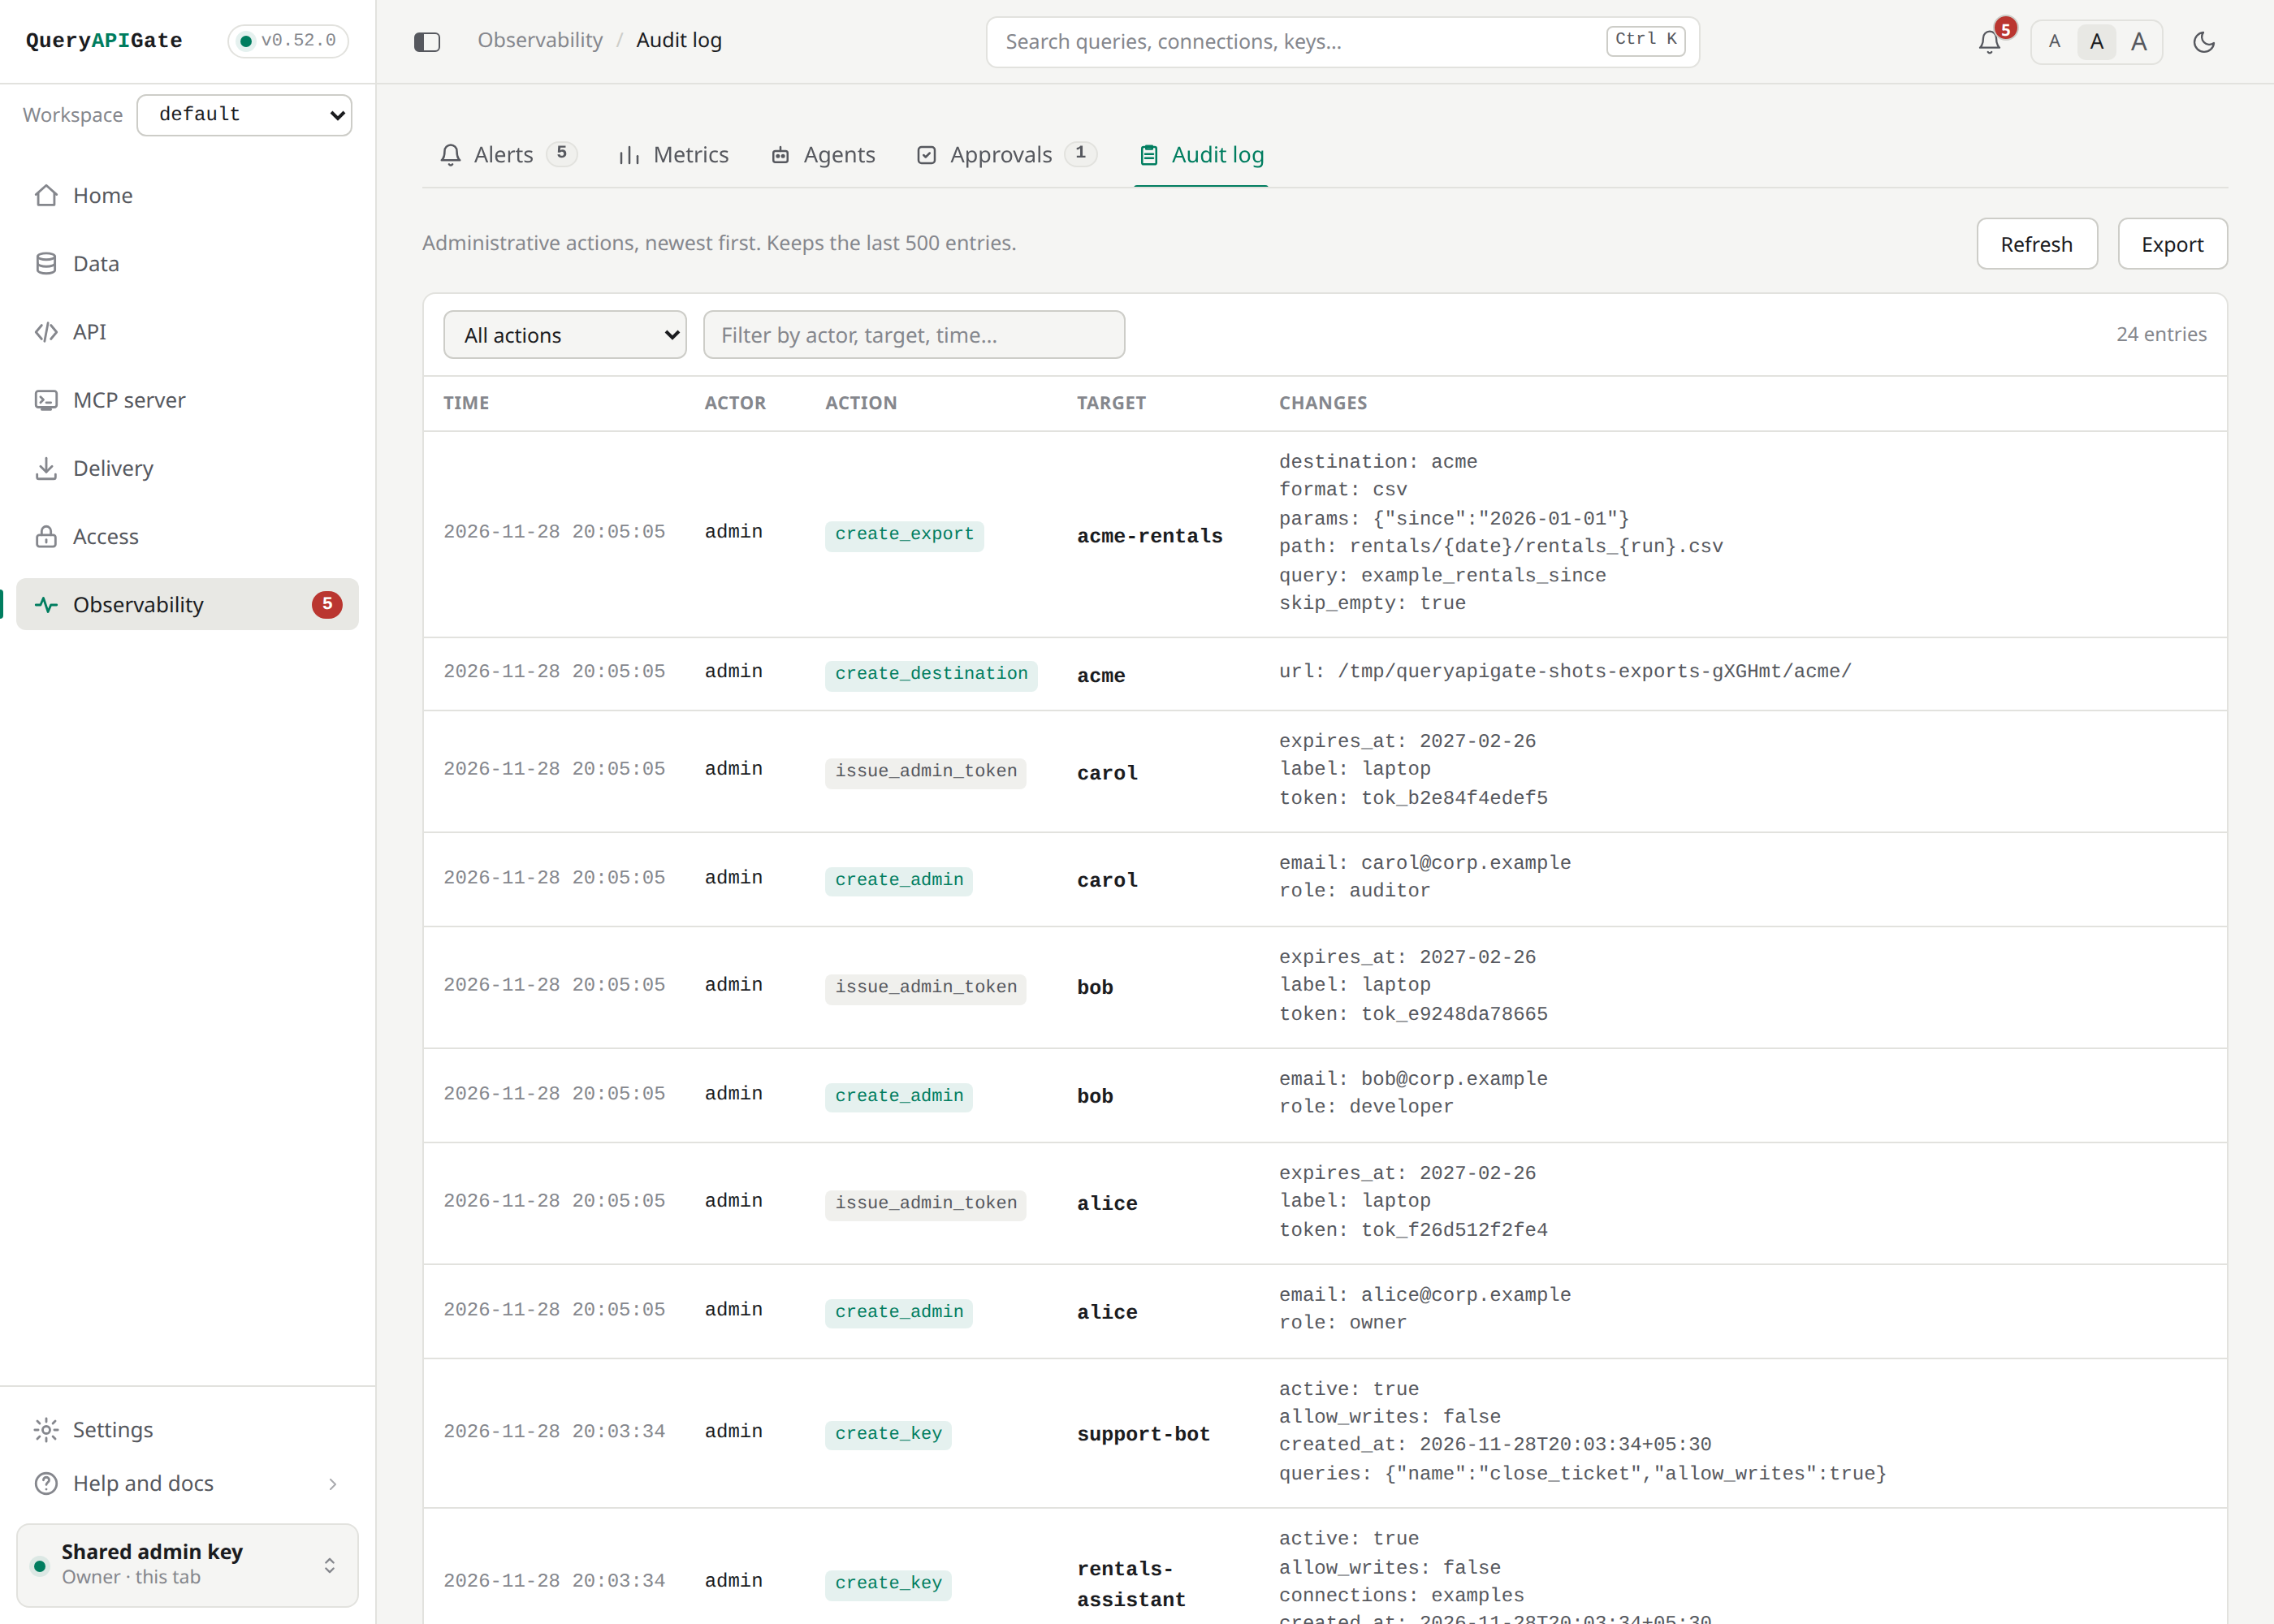 QueryAPIGate
v0.52.0
Observability / Audit log
Search queries, connections, keys...
Ctrl K
5
A A A
Workspace
default
Home
Data
API
MCP server
Delivery
Access
Observability
5
Settings
Help and docs
Shared admin key
Owner · this tab
Alerts 5
Metrics
Agents
Approvals 1
Audit log
Administrative actions, newest first. Keeps the last 500 entries.
Refresh
Export
All actions
Filter by actor, target, time...
24 entries
TIME ACTOR ACTION TARGET CHANGES
2026-11-28 20:05:05 admin create_export acme-rentals
destination: acme
format: csv
params: {"since":"2026-01-01"}
path: rentals/{date}/rentals_{run}.csv
query: example_rentals_since
skip_empty: true
2026-11-28 20:05:05 admin create_destination acme
url: /tmp/queryapigate-shots-exports-gXGHmt/acme/
2026-11-28 20:05:05 admin issue_admin_token carol
expires_at: 2027-02-26
label: laptop
token: tok_b2e84f4edef5
2026-11-28 20:05:05 admin create_admin carol
email: carol@corp.example
role: auditor
2026-11-28 20:05:05 admin issue_admin_token bob
expires_at: 2027-02-26
label: laptop
token: tok_e9248da78665
2026-11-28 20:05:05 admin create_admin bob
email: bob@corp.example
role: developer
2026-11-28 20:05:05 admin issue_admin_token alice
expires_at: 2027-02-26
label: laptop
token: tok_f26d512f2fe4
2026-11-28 20:05:05 admin create_admin alice
email: alice@corp.example
role: owner
2026-11-28 20:03:34 admin create_key support-bot
active: true
allow_writes: false
created_at: 2026-11-28T20:03:34+05:30
queries: {"name":"close_ticket","allow_writes":true}
2026-11-28 20:03:34 admin create_key rentals-
assistant
active: true
allow_writes: false
connections: examples
created_at: 2026-11-28T20:03:34+05:30